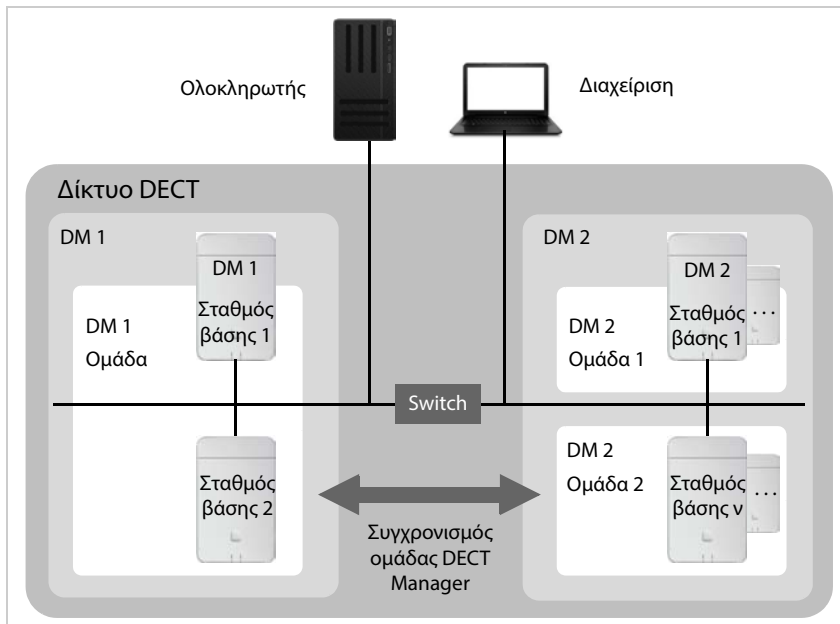 Ολοκληρωτής
Διαχείριση
Δίκτυο DECT
DM 1
DM 1
Σταθμός
βάσης 1
DM 1
Ομάδα
Σταθμός
βάσης 2
Switch
Συγχρονισμός
ομάδας DECT
Manager
DM 2
DM 2
Σταθμός
βάσης 1
...
DM 2
Ομάδα 1
DM 2
Ομάδα 2
Σταθμός
βάσης ν
...